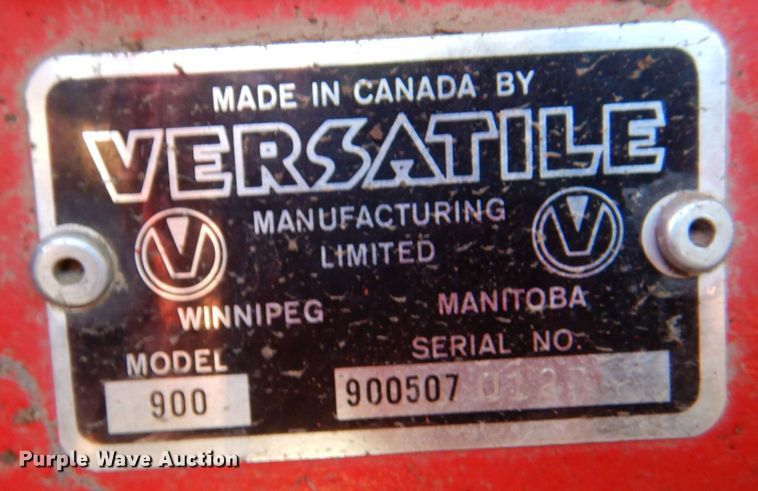 MADE IN CANADA BY
VERSATILE
MANUFACTURING
LIMITED
WINNIPEG MANITOBA
MODEL SERIAL NO.
900 900507
Purple Wave Auction